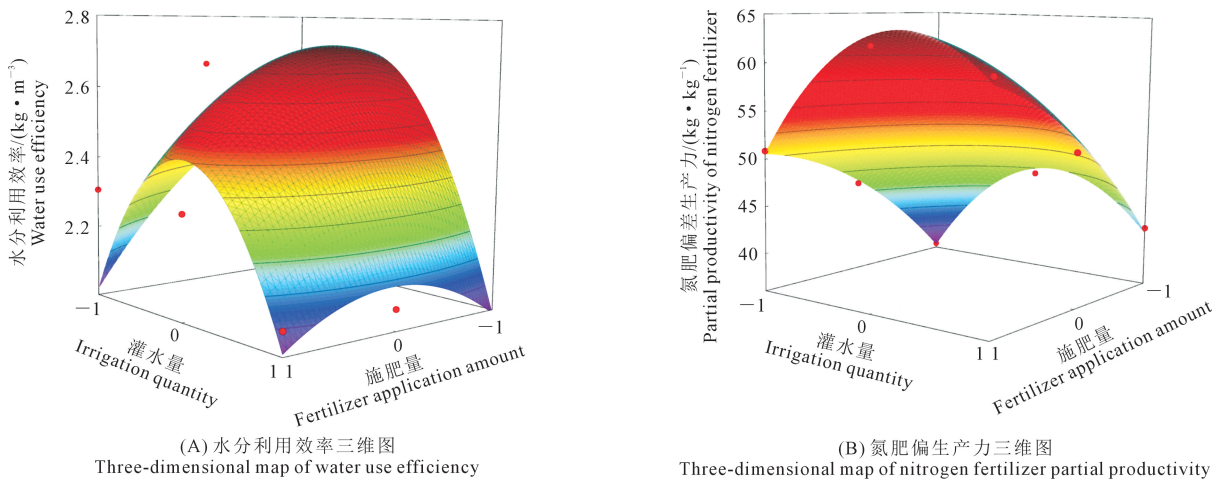 水分利用效率/(kg·m⁻³)
Water use efficiency
2.8
2.6
2.4
2.2
−1
0
1
灌水量
Irrigation quantity
1
0
−1
施肥量
Fertilizer application amount
(A)水分利用效率三维图
Three-dimensional map of water use efficiency
氮肥偏差生产力/(kg·kg⁻¹)
Partial productivity of nitrogen fertilizer
65
60
55
50
45
40
−1
0
1
灌水量
Irrigation quantity
1
0
−1
施肥量
Fertilizer application amount
(B)氮肥偏生产力三维图
Three-dimensional map of nitrogen fertilizer partial productivity